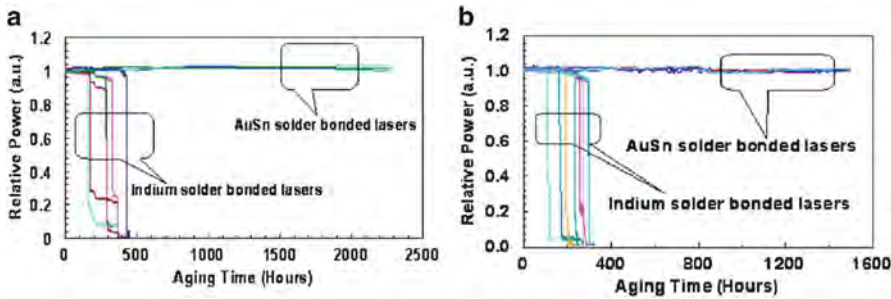 a
1.2
1
0.8
0.6
0.4
0.2
0
0 500 1000 1500 2000 2500
Relative Power (a.u.)
Aging Time (Hours)
AuSn solder bonded lasers
Indium solder bonded lasers
b
1.2
1.0
0.8
0.6
0.4
0.2
0.0
0 400 800 1200 1600
Relative Power (a.u.)
Aging Time (Hours)
AuSn solder bonded lasers
Indium solder bonded lasers